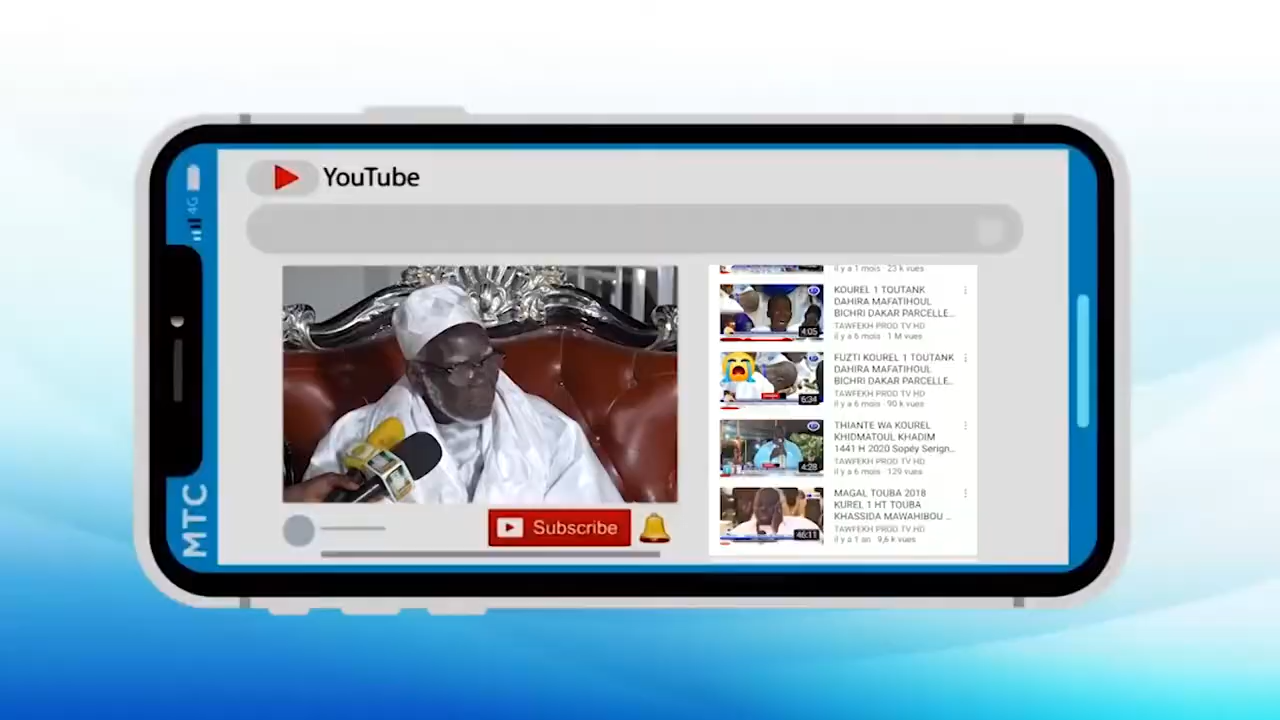 YouTube
4G
MTC
Subscribe
il y a 1 mois · 23 k vues
KOUREL 1 TOUTANK
DAHIRA MAFATIHOUL
BICHRI DAKAR PARCELLE...
TAWFEKH PROD TV HD
il y a 6 mois · 1 M vues
4:05
FUZTI KOUREL 1 TOUTANK
DAHIRA MAFATIHOUL
BICHRI DAKAR PARCELLE...
TAWFEKH PROD TV HD
il y a 6 mois · 90 k vues
6:34
THIANTE WA KOUREL
KHIDMATOUL KHADIM
1441 H 2020 Sopéy Serign...
TAWFEKH PROD TV HD
il y a 6 mois · 129 vues
4:28
MAGAL TOUBA 2018
KUREL 1 HT TOUBA
KHASSIDA MAWAHIBOU ...
TAWFEKH PROD TV HD
il y a 1 an · 9,6 k vues
46:11